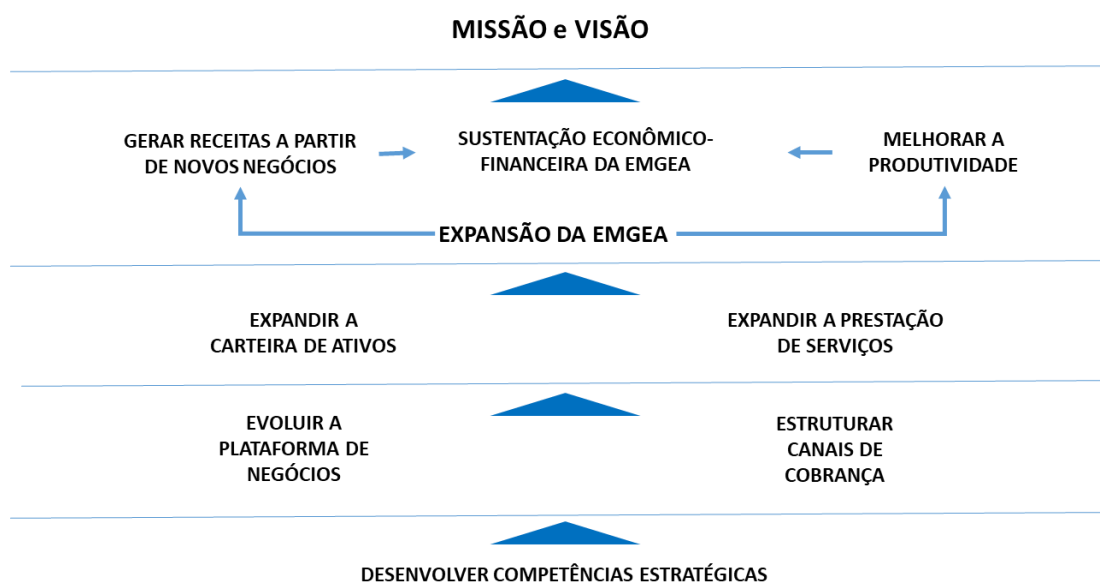 MISSÃO e VISÃO
GERAR RECEITAS A PARTIR
DE NOVOS NEGÓCIOS
SUSTENTAÇÃO ECONÔMICO-
FINANCEIRA DA EMGEA
MELHORAR A
PRODUTIVIDADE
EXPANSÃO DA EMGEA
EXPANDIR A
CARTEIRA DE ATIVOS
EXPANDIR A PRESTAÇÃO
DE SERVIÇOS
EVOLUIR A
PLATAFORMA DE
NEGÓCIOS
ESTRUTURAR
CANAIS DE
COBRANÇA
DESENVOLVER COMPETÊNCIAS ESTRATÉGICAS